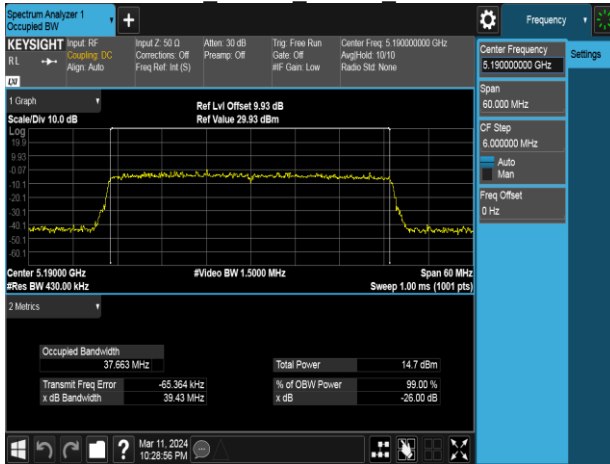 Spectrum Analyzer 1
Occupied BW
Frequency
KEYSIGHT
R L
LXI
Input: RF
Coupling: DC
Align: Auto
Input Z: 50 Ω
Corrections: Off
Freq Ref: Int (S)
Atten: 30 dB
Preamp: Off
Trig: Free Run
Gate: Off
#IF Gain: Low
Center Freq: 5.190000000 GHz
Avg|Hold: 10/10
Radio Std: None
Center Frequency
5.190000000 GHz
Settings
Span
60.000 MHz
CF Step
6.000000 MHz
Auto
Man
Freq Offset
0 Hz
1 Graph
Scale/Div 10.0 dB
Ref Lvl Offset 9.93 dB
Ref Value 29.93 dBm
Log
19.9
9.93
-0.07
-10.1
-20.1
-30.1
-40.1
-50.1
-60.1
Center 5.19000 GHz
#Res BW 430.00 kHz
#Video BW 1.5000 MHz
Span 60 MHz
Sweep 1.00 ms (1001 pts)
2 Metrics
Occupied Bandwidth
37.663 MHz
Total Power 14.7 dBm
Transmit Freq Error -65.364 kHz
% of OBW Power 99.00 %
x dB Bandwidth 39.43 MHz
x dB -26.00 dB
?
Mar 11, 2024
10:28:56 PM